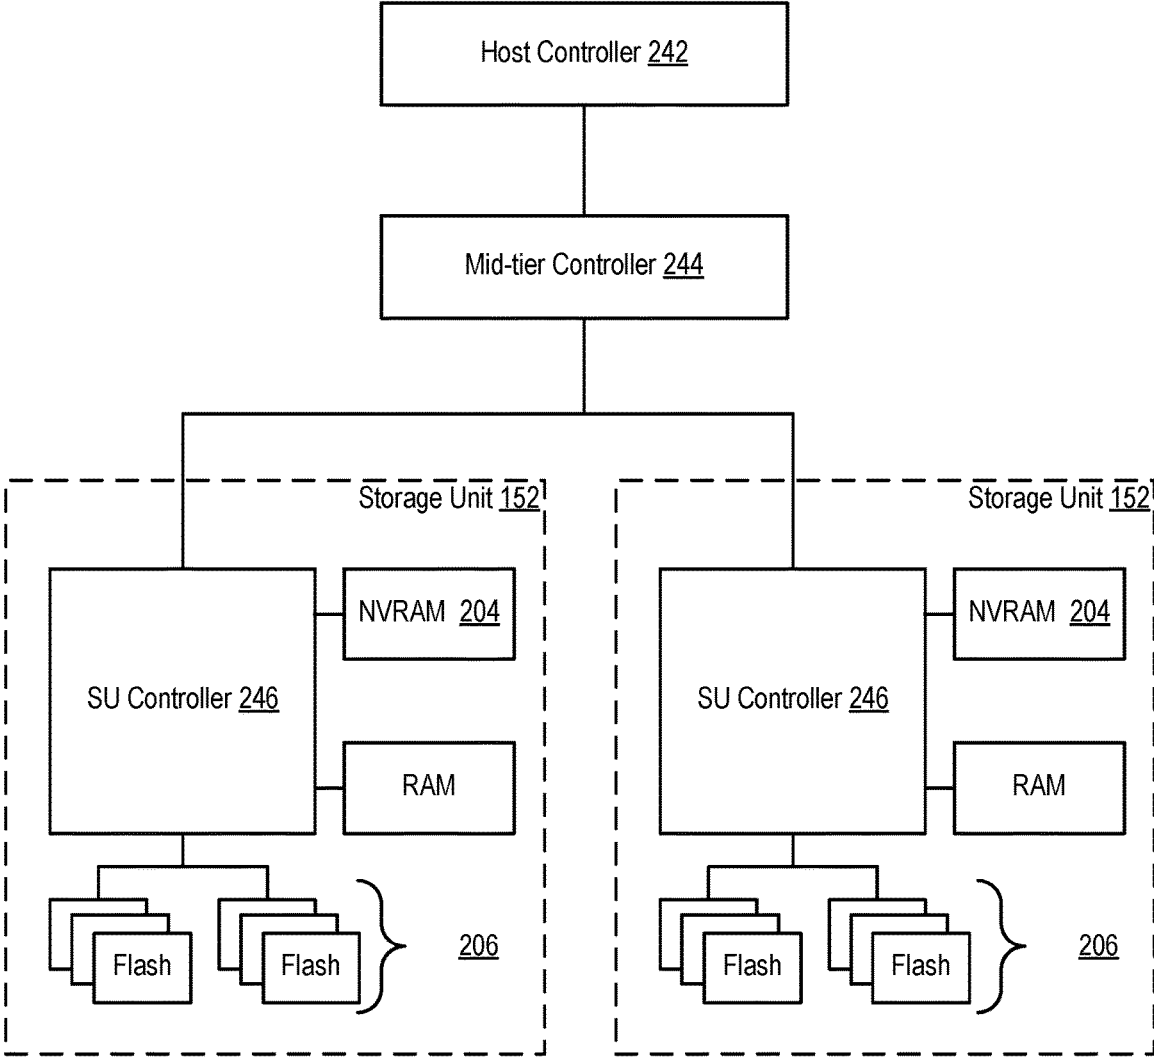 Host Controller 242
Mid-tier Controller 244
Storage Unit 152
Storage Unit 152
NVRAM 204
NVRAM 204
SU Controller 246
SU Controller 246
RAM
RAM
Flash
Flash
206
Flash
Flash
206